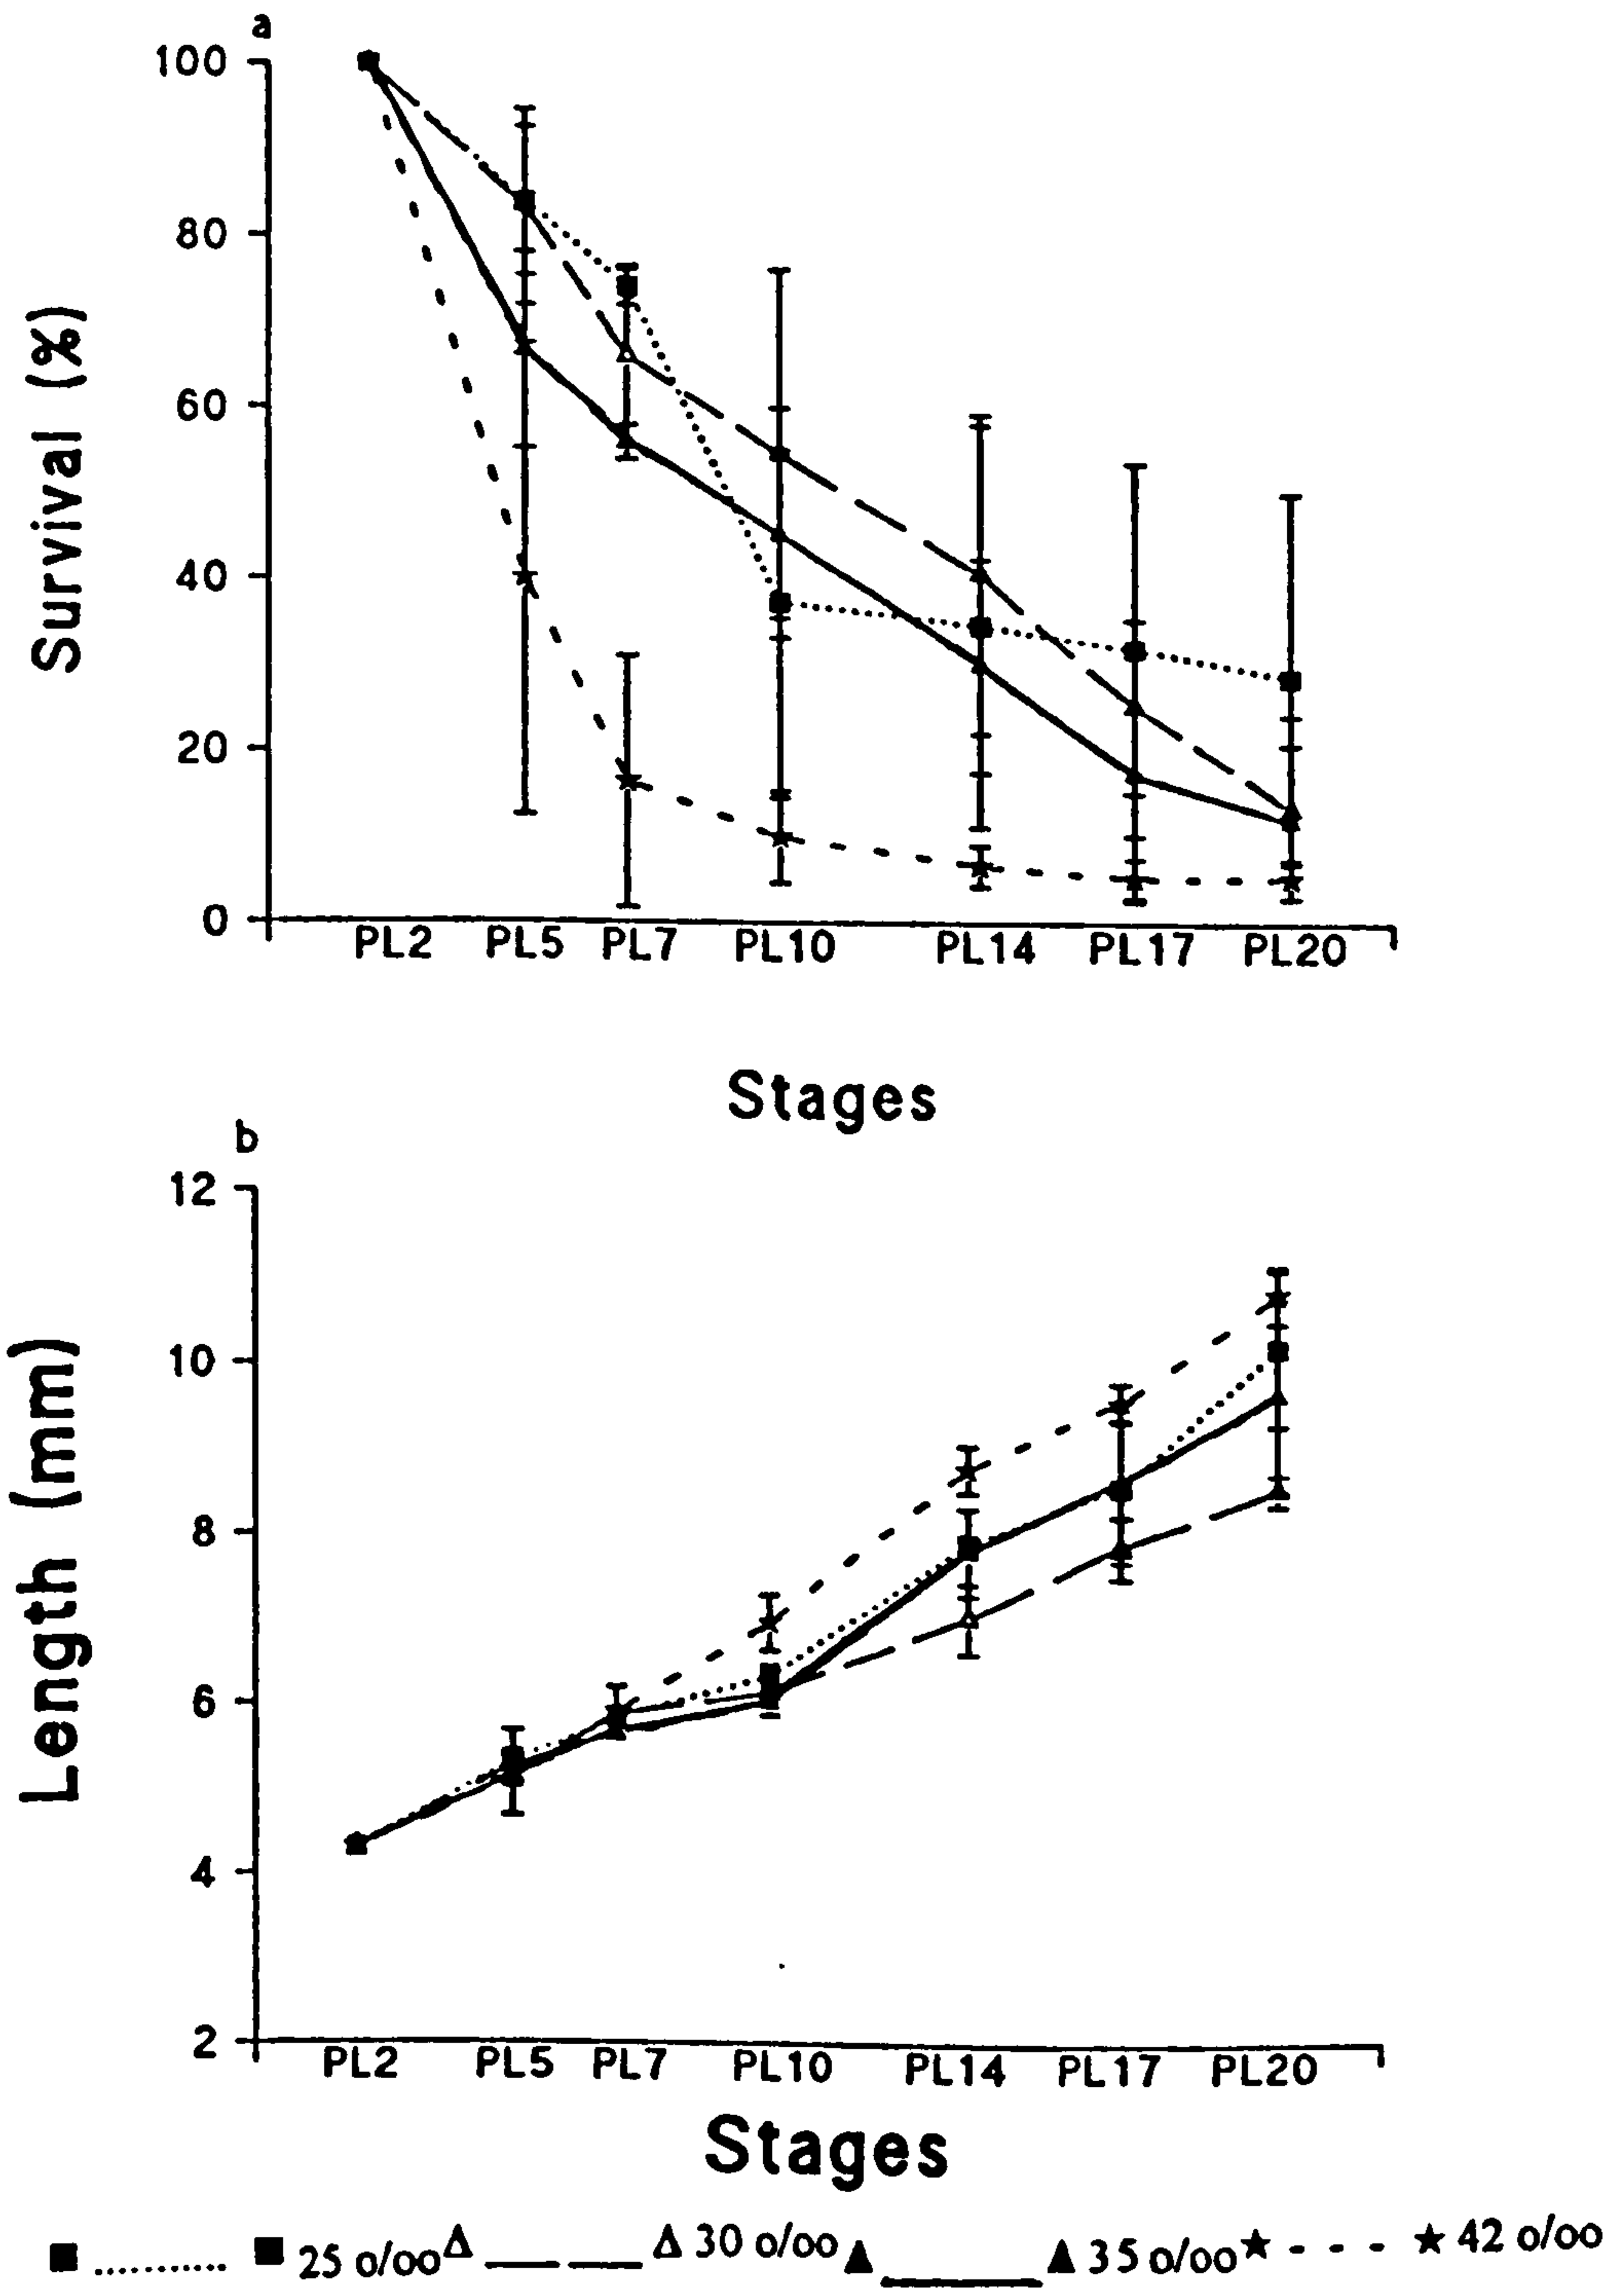 a
100
80
60
40
20
0
Survival (%)
PL2 PL5 PL7 PL10 PL14 PL17 PL20
Stages
b
12
10
8
6
4
2
Length (mm)
PL2 PL5 PL7 PL10 PL14 PL17 PL20
Stages
25 o/oo 30 o/oo 35 o/oo 42 o/oo